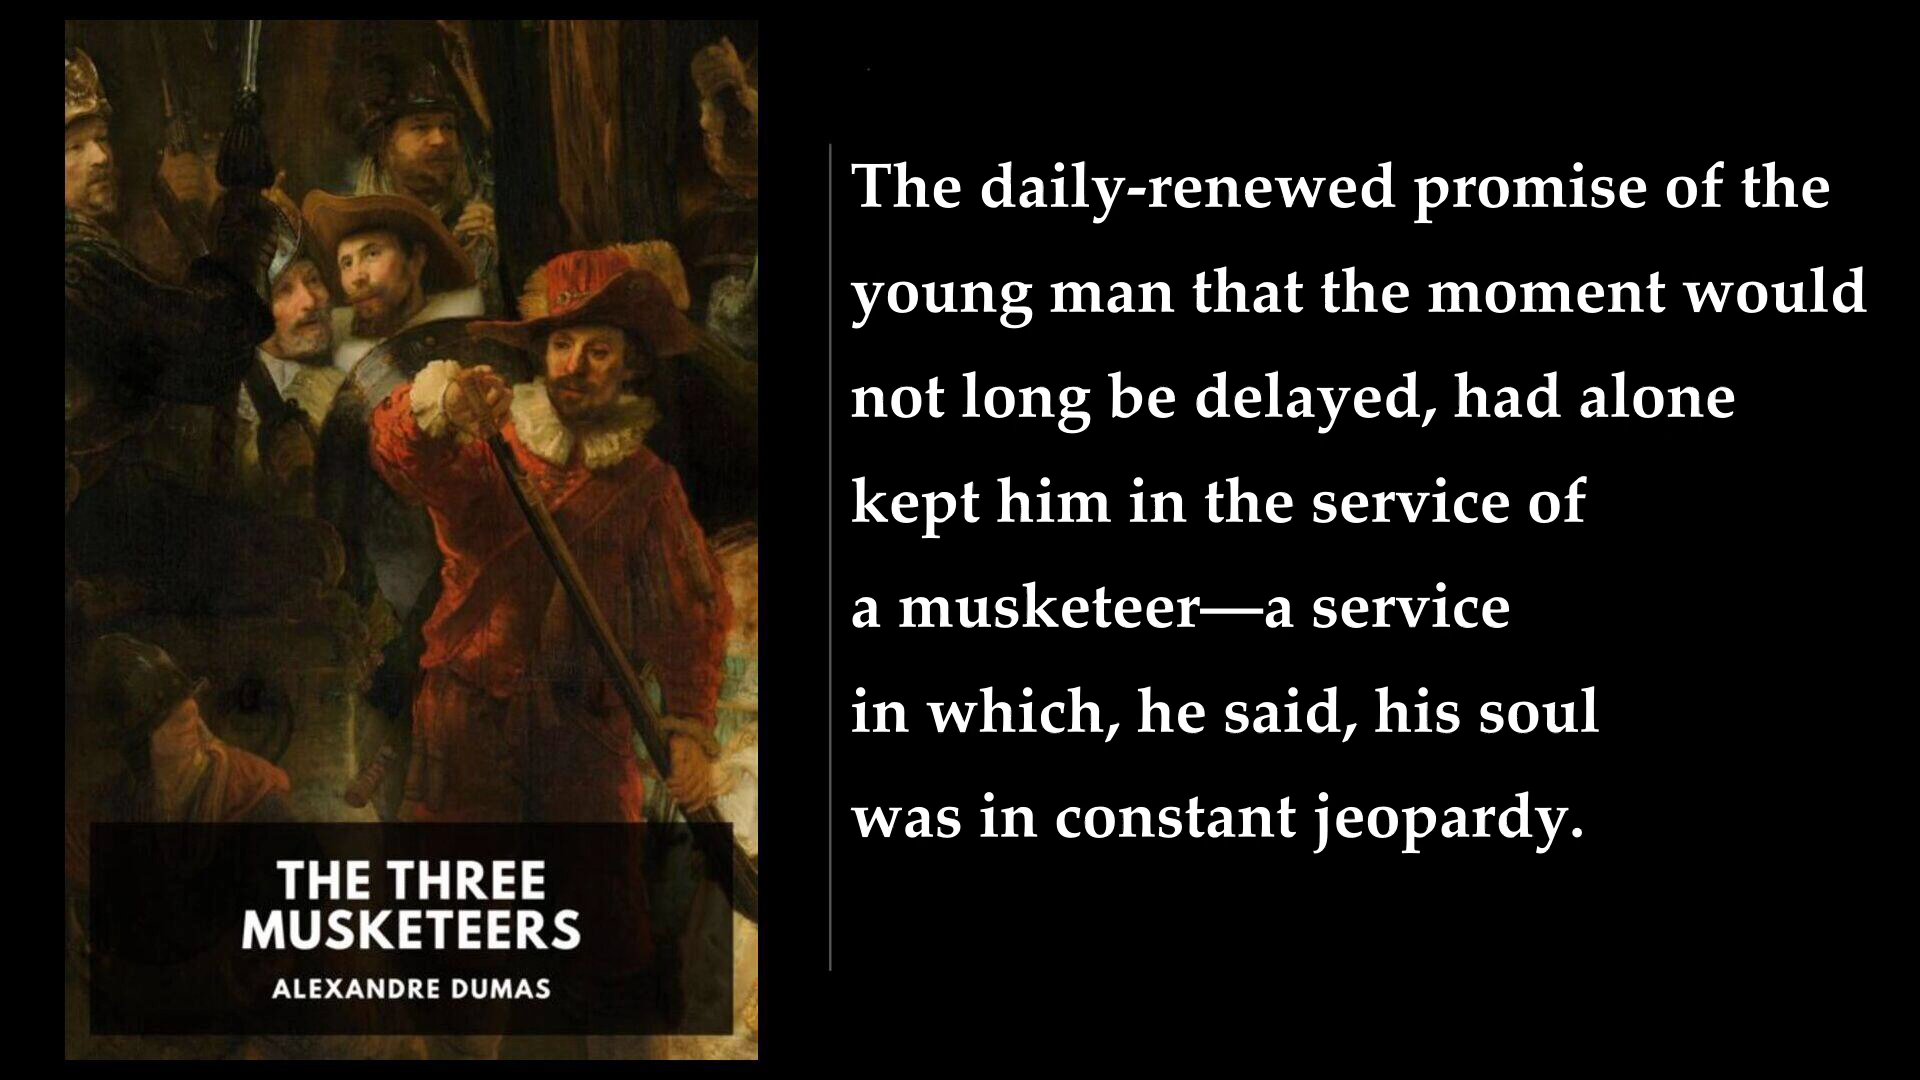 THE THREE
MUSKETEERS
ALEXANDRE DUMAS
The daily-renewed promise of the
young man that the moment would
not long be delayed, had alone
kept him in the service of
a musketeer—a service
in which, he said, his soul
was in constant jeopardy.